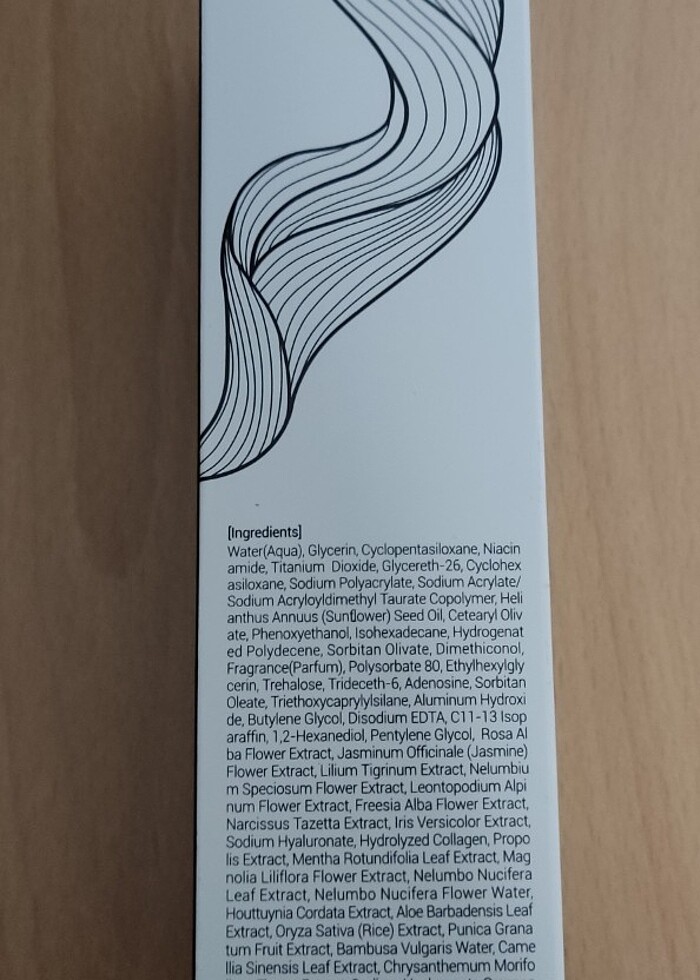 [Ingredients]
Water(Aqua), Glycerin, Cyclopentasiloxane, Niacin
amide, Titanium Dioxide, Glycereth-26, Cyclohex
asiloxane, Sodium Polyacrylate, Sodium Acrylate/
Sodium Acryloyldimethyl Taurate Copolymer, Heli
anthus Annuus (Sunflower) Seed Oil, Cetearyl Oliv
ate, Phenoxyethanol, Isohexadecane, Hydrogenat
ed Polydecene, Sorbitan Olivate, Dimethiconol,
Fragrance(Parfum), Polysorbate 80, Ethylhexylgly
cerin, Trehalose, Trideceth-6, Adenosine, Sorbitan
Oleate, Triethoxycaprylylsilane, Aluminum Hydroxi
de, Butylene Glycol, Disodium EDTA, C11-13 Isop
araffin, 1,2-Hexanediol, Pentylene Glycol, Rosa Al
ba Flower Extract, Jasminum Officinale (Jasmine)
Flower Extract, Lilium Tigrinum Extract, Nelumbiu
m Speciosum Flower Extract, Leontopodium Alpi
num Flower Extract, Freesia Alba Flower Extract,
Narcissus Tazetta Extract, Iris Versicolor Extract,
Sodium Hyaluronate, Hydrolyzed Collagen, Propo
lis Extract, Mentha Rotundifolia Leaf Extract, Mag
nolia Liliflora Flower Extract, Nelumbo Nucifera
Leaf Extract, Nelumbo Nucifera Flower Water,
Houttuynia Cordata Extract, Aloe Barbadensis Leaf
Extract, Oryza Sativa (Rice) Extract, Punica Grana
tum Fruit Extract, Bambusa Vulgaris Water, Came
llia Sinensis Leaf Extract, Chrysanthemum Morifo